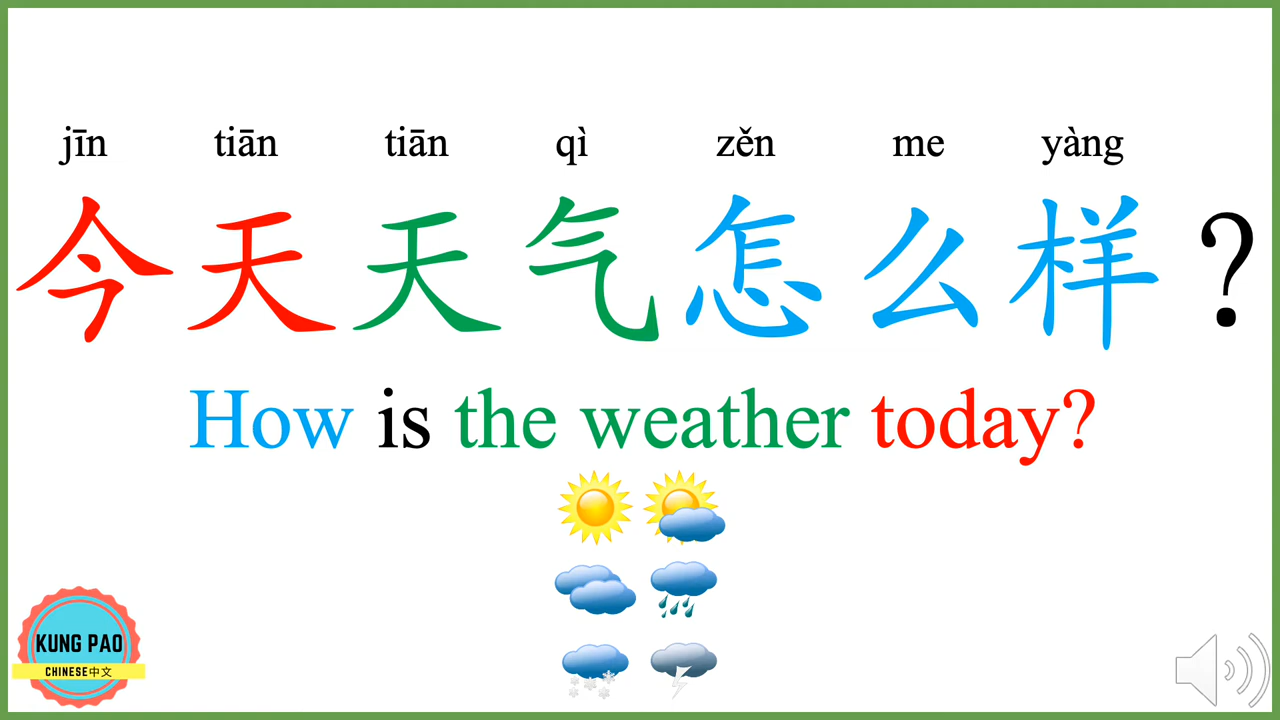 jīn tiān tiān qì zěn me yàng
今天天气怎么样？
How is the weather today?
KUNG PAO
CHINESE中文